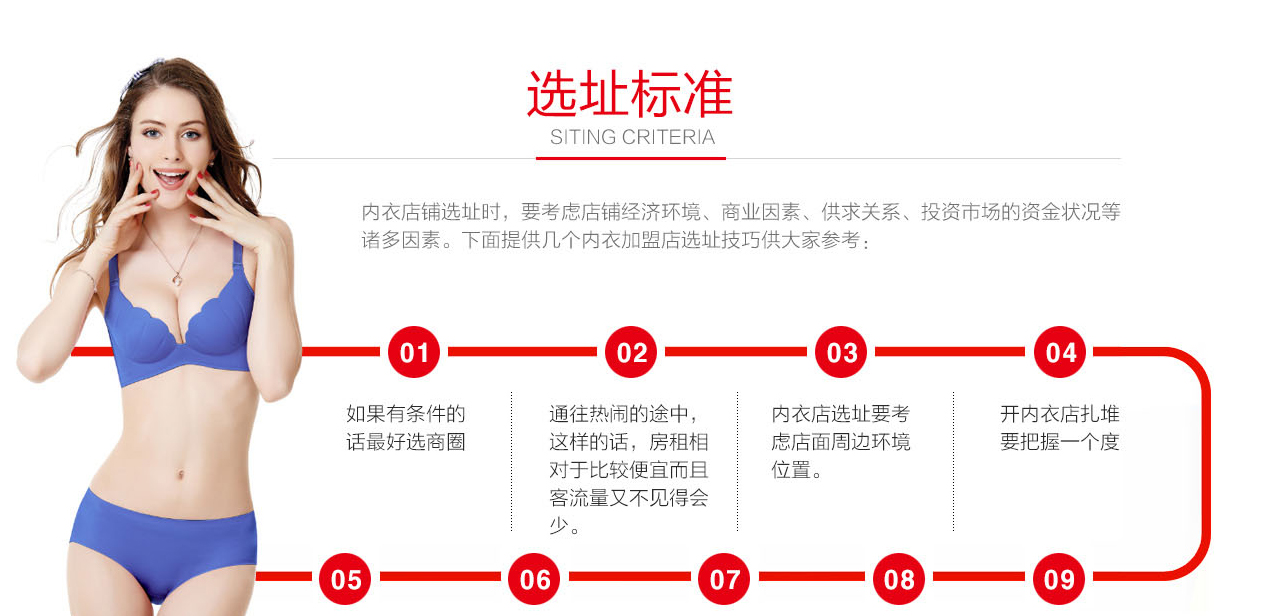 选址标准
SITING CRITERIA
内衣店铺选址时，要考虑店铺经济环境、商业因素、供求关系、投资市场的资金状况等
诸多因素。下面提供几个内衣加盟店选址技巧供大家参考：
01
02
03
04
如果有条件的
话最好选商圈
通往热闹的途中，
这样的话，房租相
对于比较便宜而且
客流量又不见得会
少。
内衣店选址要考
虑店面周边环境
位置。
开内衣店扎堆
要把握一个度
05
06
07
08
09